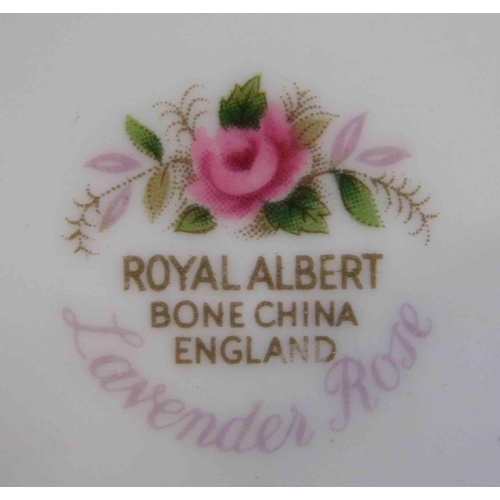 ROYAL ALBERT
BONE CHINA
ENGLAND
Lavender Rose